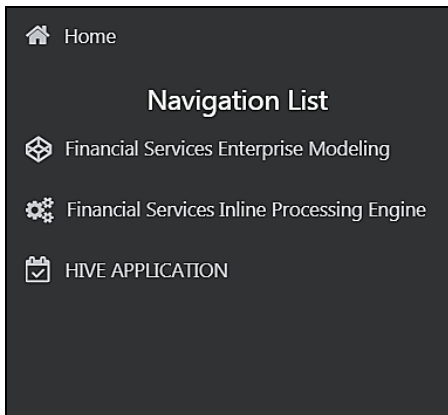 Home
Navigation List
Financial Services Enterprise Modeling
Financial Services Inline Processing Engine
HIVE APPLICATION